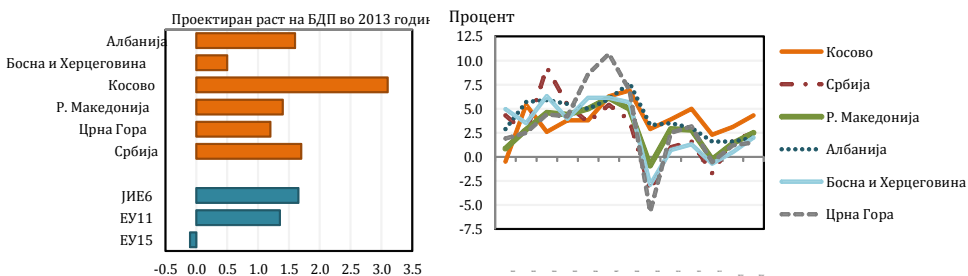 Проектиран раст на БДП во 2013 годин
Албанија
Босна и Херцеговина
Косово
Р. Македонија
Црна Гора
Србија
ЈИЕ6
ЕУ11
ЕУ15
-0.5 0.0 0.5 1.0 1.5 2.0 2.5 3.0 3.5
Процент
12.5
10.0
7.5
5.0
2.5
0.0
-2.5
-5.0
-7.5
Косово
Србија
Р. Македонија
Албанија
Босна и Херцеговина
Црна Гора